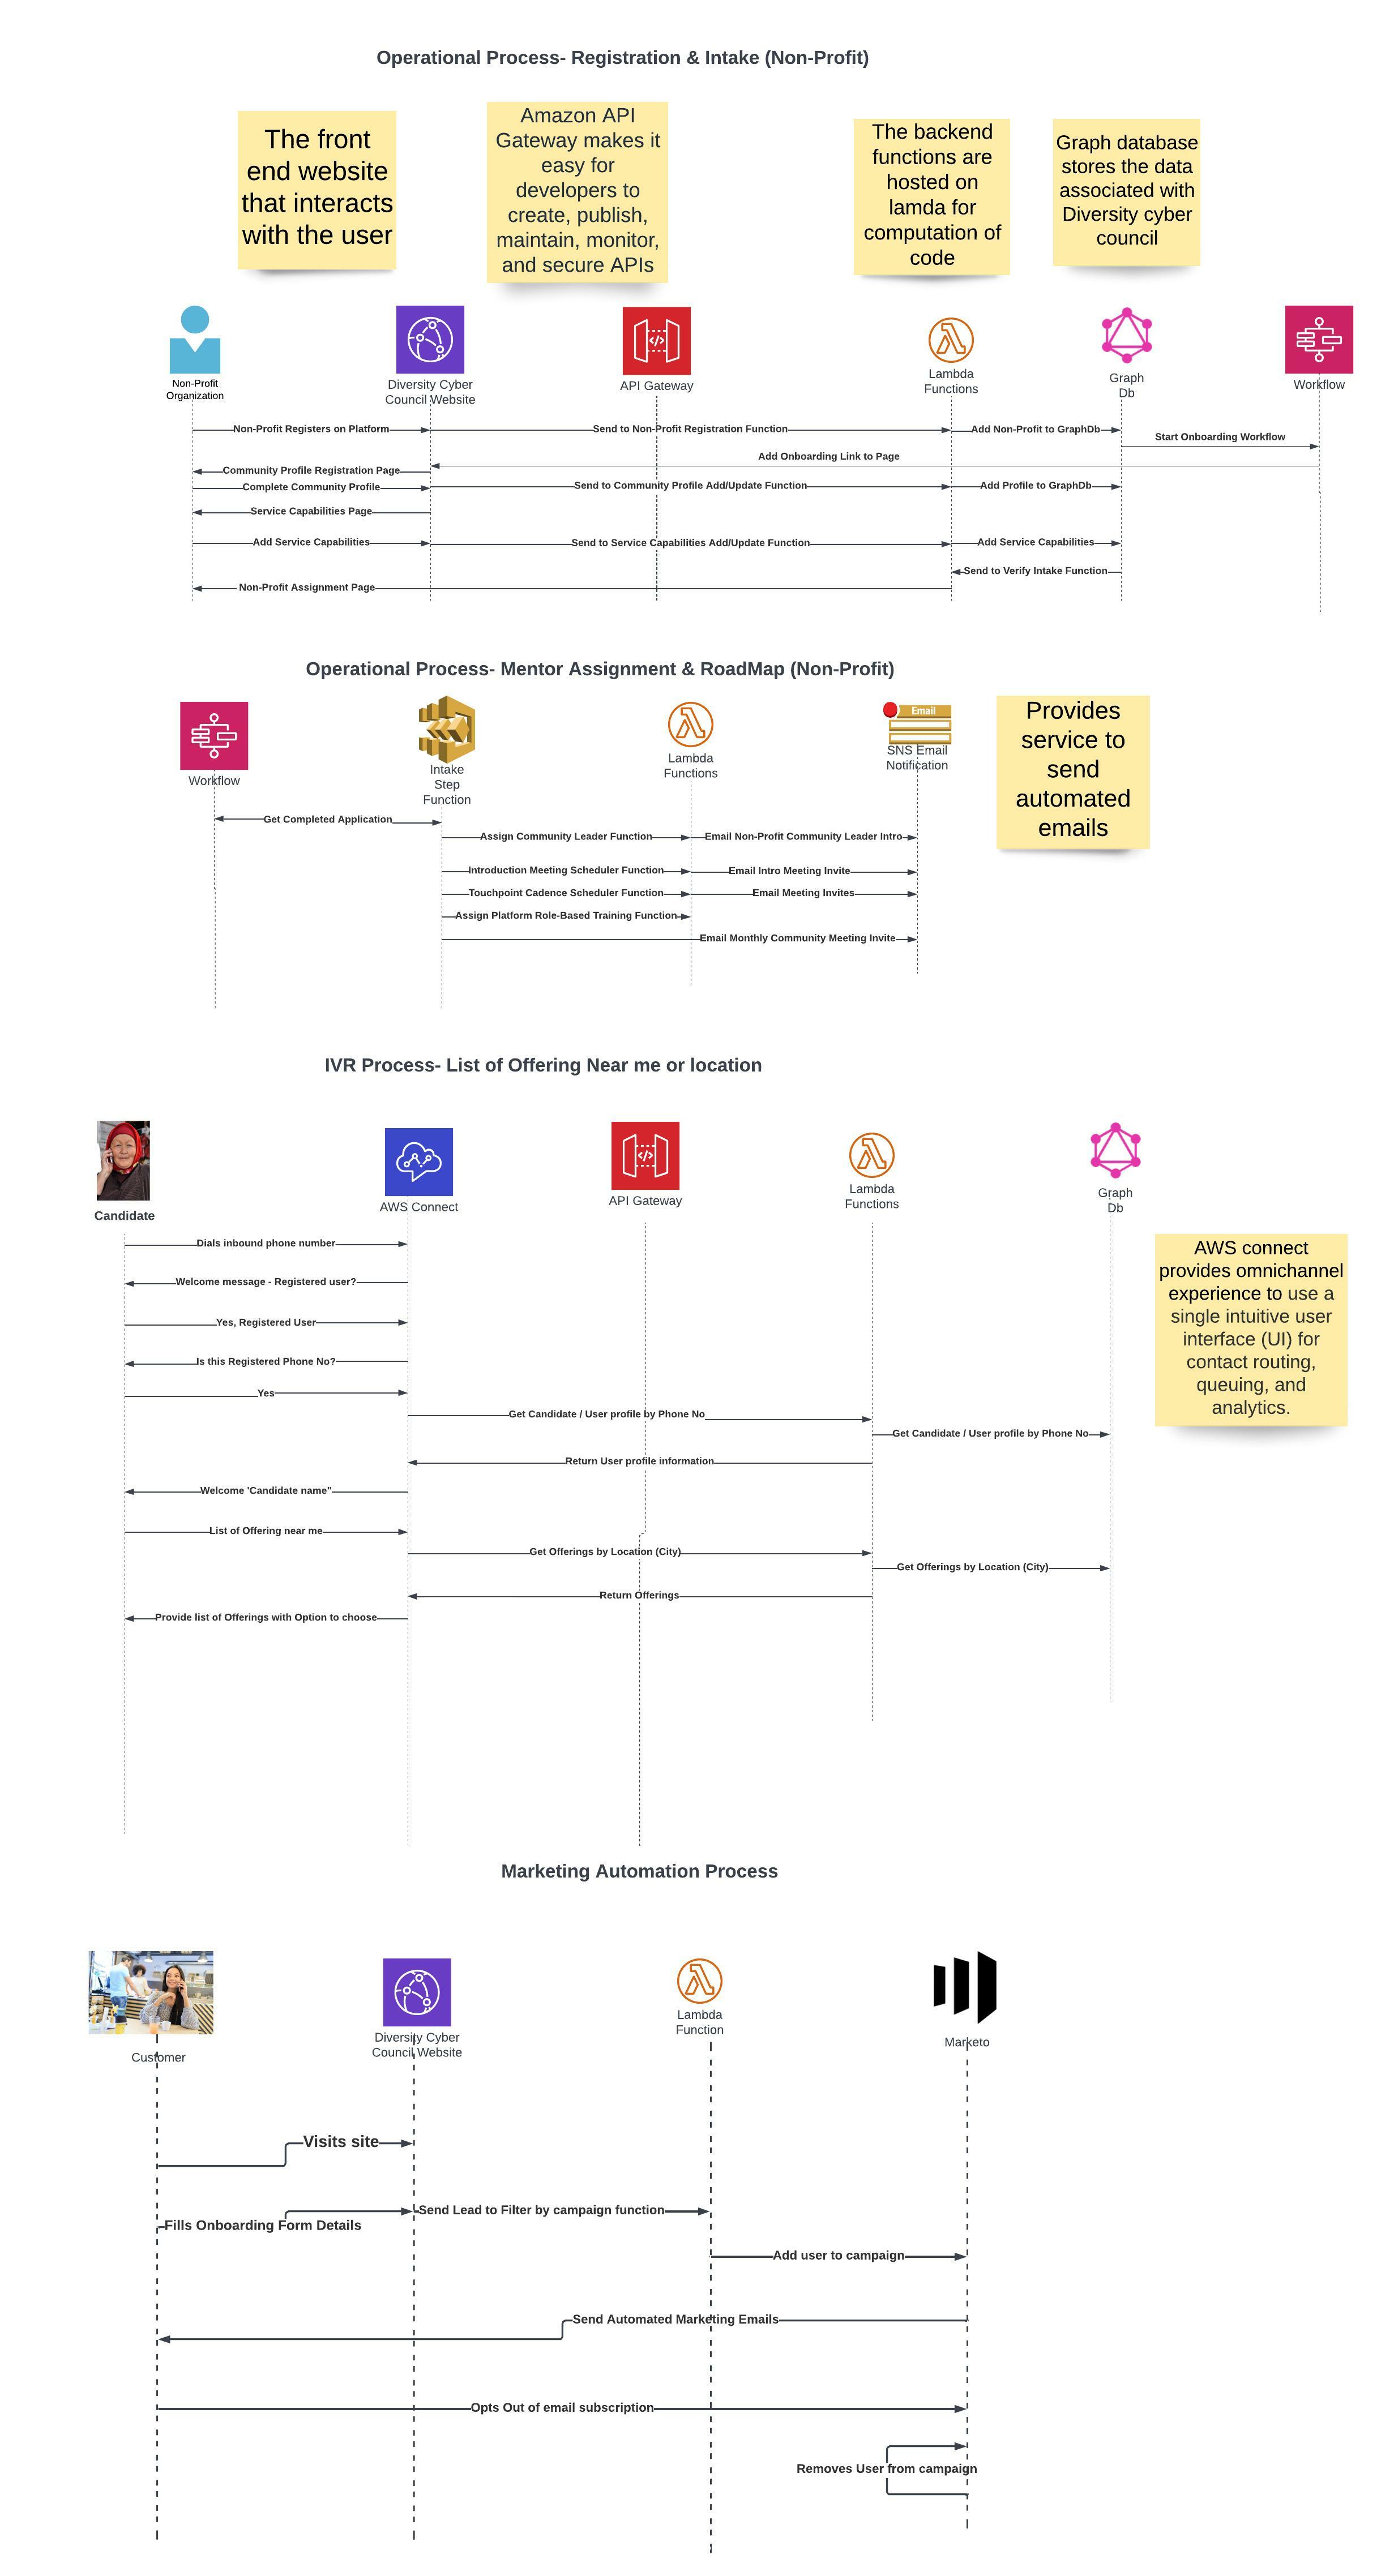 Operational Process- Registration & Intake (Non-Profit)
The front
end website
that interacts
with the user
Amazon API
Gateway makes it
easy for
developers to
create, publish,
maintain, monitor,
and secure APIs
The backend
functions are
hosted on
lamda for
computation of
code
Graph database
stores the data
associated with
Diversity cyber
council
Non-Profit
Organization
Diversity Cyber
Council Website
API Gateway
Lambda
Functions
Graph
Db
Workflow
Non-Profit Registers on Platform
Send to Non-Profit Registration Function
Add Non-Profit to GraphDb
Start Onboarding Workflow
Add Onboarding Link to Page
Community Profile Registration Page
Complete Community Profile
Send to Community Profile Add/Update Function
Add Profile to GraphDb
Service Capabilities Page
Add Service Capabilities
Send to Service Capabilities Add/Update Function
Add Service Capabilities
Send to Verify Intake Function
Non-Profit Assignment Page
Operational Process- Mentor Assignment & RoadMap (Non-Profit)
Workflow
Intake
Step
Function
Lambda
Functions
Email
SNS Email
Notification
Provides
service to
send
automated
emails
Get Completed Application
Assign Community Leader Function
Email Non-Profit Community Leader Intro
Introduction Meeting Scheduler Function
Email Intro Meeting Invite
Touchpoint Cadence Scheduler Function
Email Meeting Invites
Assign Platform Role-Based Training Function
Email Monthly Community Meeting Invite
IVR Process- List of Offering Near me or location
Candidate
AWS Connect
API Gateway
Lambda
Functions
Graph
Db
AWS connect
provides omnichannel
experience to use a
single intuitive user
interface (UI) for
contact routing,
queuing, and
analytics.
Dials inbound phone number
Welcome message - Registered user?
Yes, Registered User
Is this Registered Phone No?
Yes
Get Candidate / User profile by Phone No
Get Candidate / User profile by Phone No
Return User profile information
Welcome 'Candidate name"
List of Offering near me
Get Offerings by Location (City)
Get Offerings by Location (City)
Return Offerings
Provide list of Offerings with Option to choose
Marketing Automation Process
Customer
Diversity Cyber
Council Website
Lambda
Function
Marketo
Visits site
Fills Onboarding Form Details
Send Lead to Filter by campaign function
Add user to campaign
Send Automated Marketing Emails
Opts Out of email subscription
Removes User from campaign